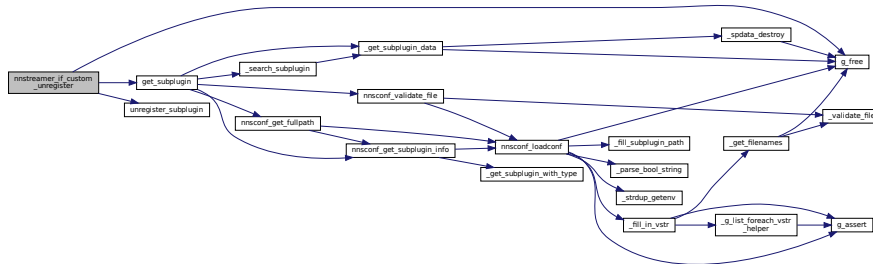 nnstreamer_if_custom
_unregister
get_subplugin
unregister_subplugin
_search_subplugin
_get_subplugin_data
nnsconf_validate_file
nnsconf_get_fullpath
nnsconf_get_subplugin_info
_get_subplugin_with_type
nnsconf_loadconf
_spdata_destroy
g_free
_validate_file
_get_filenames
_fill_subplugin_path
_parse_bool_string
_strdup_getenv
_fill_in_vstr
_g_list_foreach_vstr
_helper
g_assert